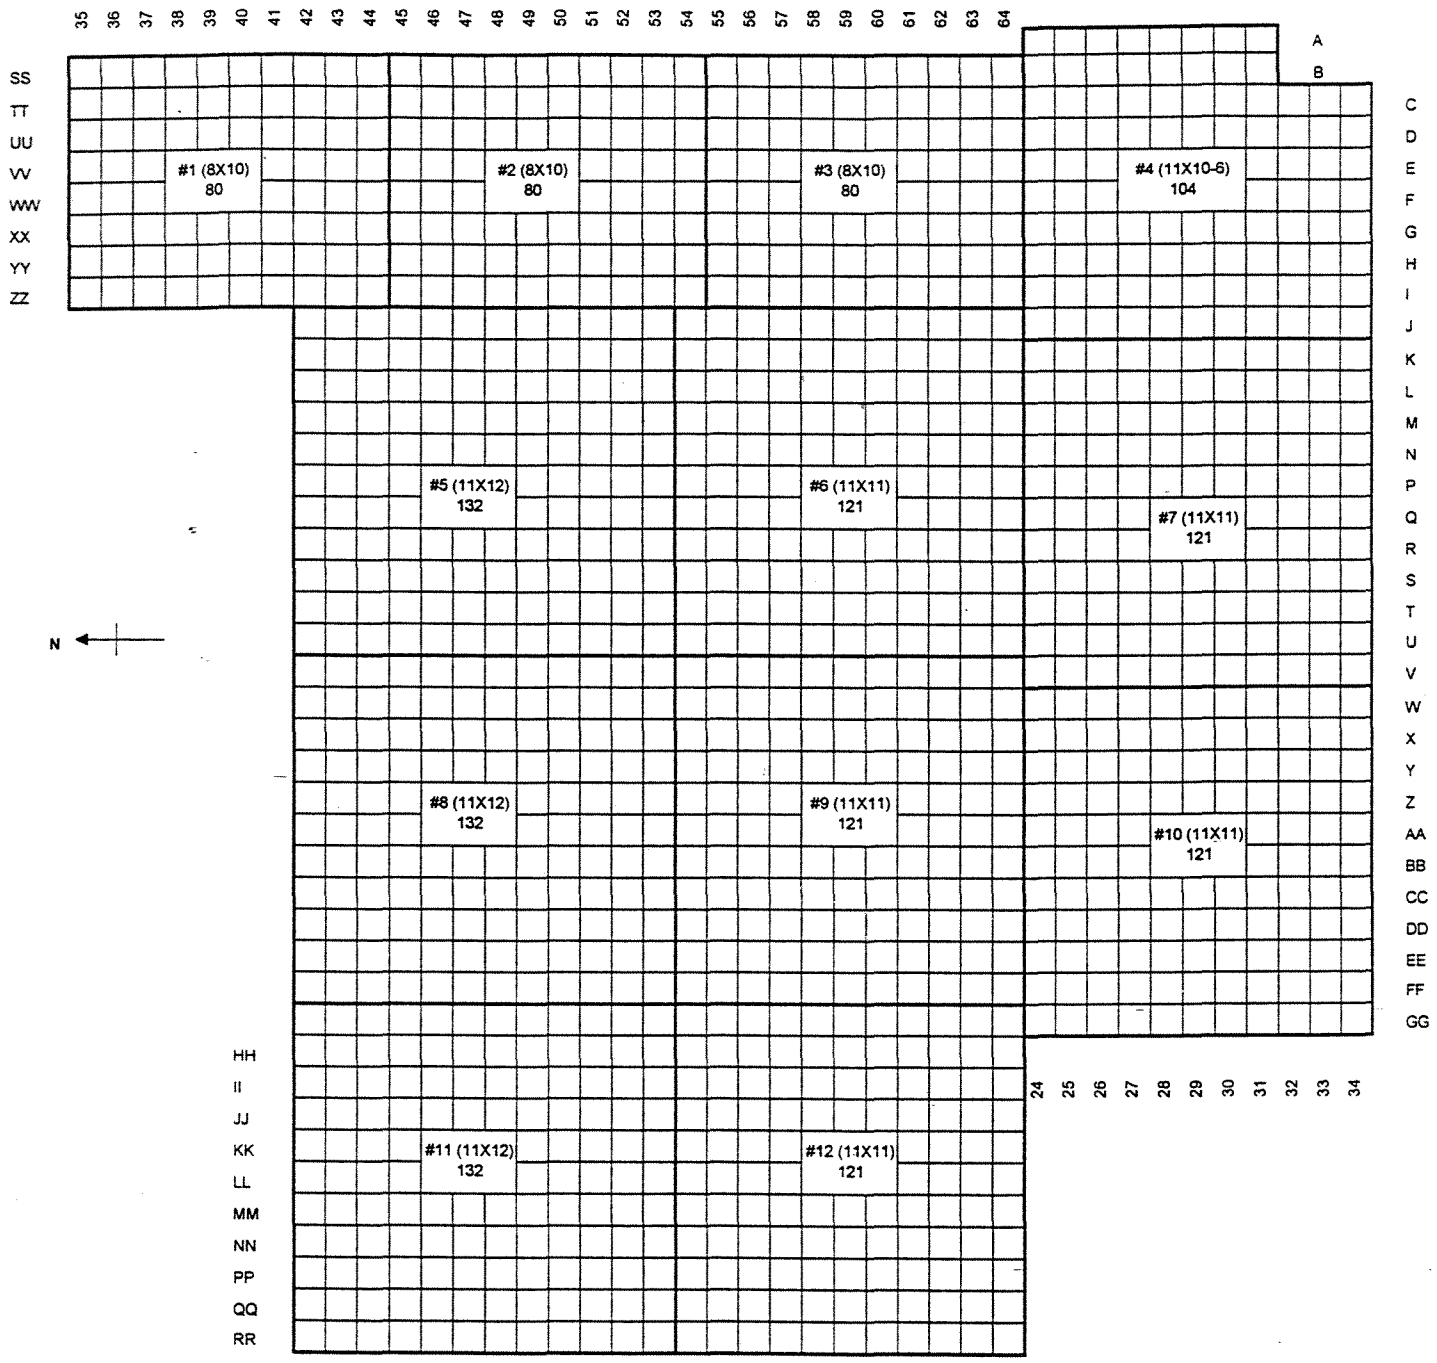 35 36 37 38 39 40 41 42 43 44 45 46 47 48 49 50 51 52 53 54 55 56 57 58 59 60 61 62 63 64
A
B
SS
TT
UU
VV
WW
XX
YY
ZZ
C
D
E
F
G
H
I
J
K
L
M
N
P
Q
R
S
T
U
V
W
X
Y
Z
AA
BB
CC
DD
EE
FF
GG
#1 (8X10)
80
#2 (8X10)
80
#3 (8X10)
80
#4 (11X10-6)
104
#5 (11X12)
132
#6 (11X11)
121
#7 (11X11)
121
N
#8 (11X12)
132
#9 (11X11)
121
#10 (11X11)
121
HH
II
JJ
KK
LL
MM
NN
PP
QQ
RR
24 25 26 27 28 29 30 31 32 33 34
#11 (11X12)
132
#12 (11X11)
121